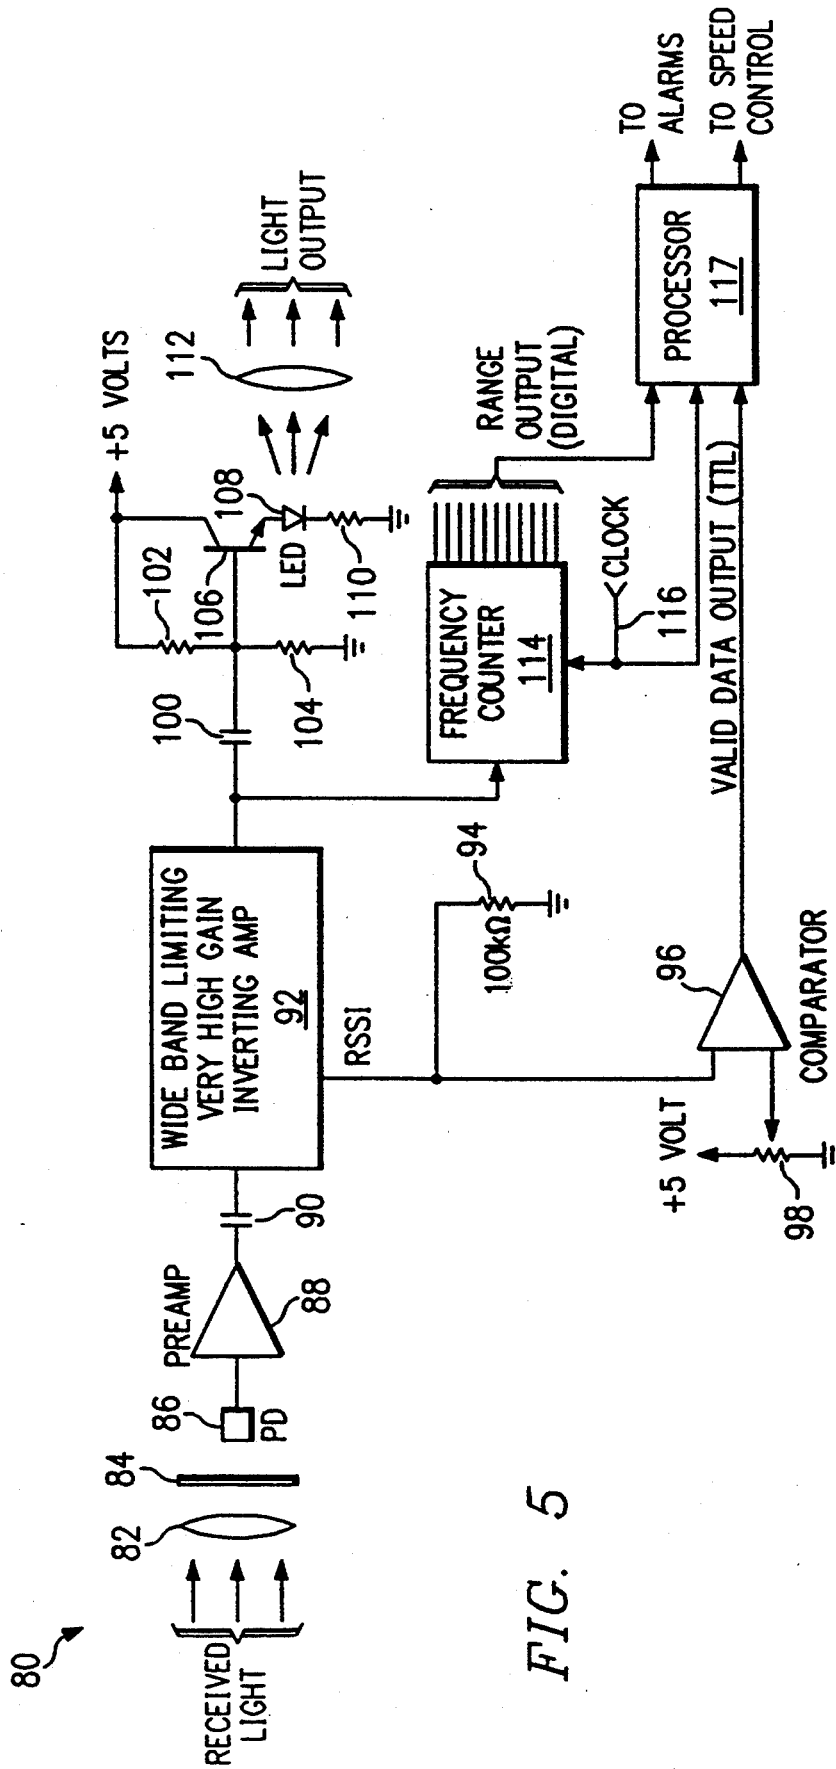 80
RECEIVED
LIGHT
82
84
86
PD
PREAMP
88
90
WIDE BAND LIMITING
VERY HIGH GAIN
INVERTING AMP
92
RSSI
94
100kΩ
96
COMPARATOR
+5 VOLT
98
100
102
104
106
+5 VOLTS
108
LED
110
112
LIGHT
OUTPUT
FREQUENCY
COUNTER
114
RANGE
OUTPUT
(DIGITAL)
CLOCK
116
VALID DATA OUTPUT (TTL)
PROCESSOR
117
TO
ALARMS
TO SPEED
CONTROL
FIG. 5